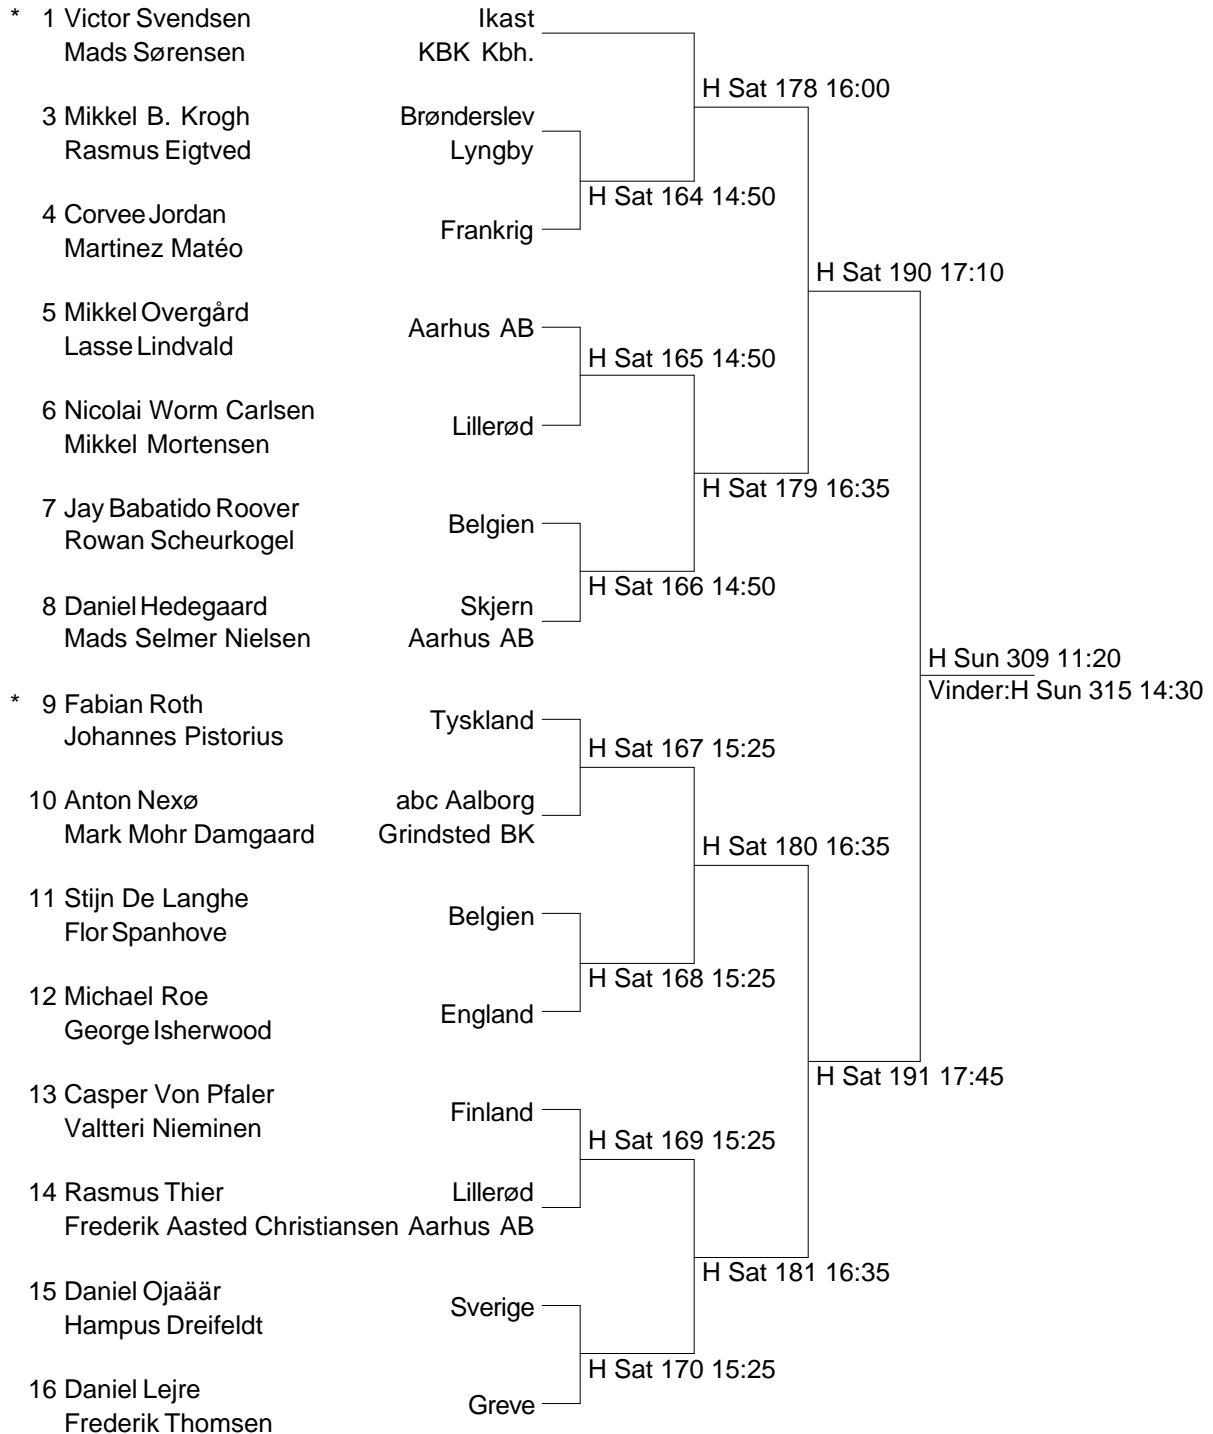 * 1 Victor Svendsen Ikast
Mads Sørensen KBK Kbh.
H Sat 178 16:00
3 Mikkel B. Krogh Brønderslev
Rasmus Eigtved Lyngby
H Sat 164 14:50
4 Corvee Jordan
Martinez Matéo Frankrig
H Sat 190 17:10
5 Mikkel Overgård
Lasse Lindvald Aarhus AB
H Sat 165 14:50
6 Nicolai Worm Carlsen
Mikkel Mortensen Lillerød
H Sat 179 16:35
7 Jay Babatido Roover
Rowan Scheurkogel Belgien
H Sat 166 14:50
8 Daniel Hedegaard Skjern
Mads Selmer Nielsen Aarhus AB
H Sun 309 11:20
Vinder:H Sun 315 14:30
* 9 Fabian Roth
Johannes Pistorius Tyskland
H Sat 167 15:25
10 Anton Nexø abc Aalborg
Mark Mohr Damgaard Grindsted BK
H Sat 180 16:35
11 Stijn De Langhe
Flor Spanhove Belgien
H Sat 168 15:25
12 Michael Roe
George Isherwood England
H Sat 191 17:45
13 Casper Von Pfaler
Valtteri Nieminen Finland
H Sat 169 15:25
14 Rasmus Thier Lillerød
Frederik Aasted Christiansen Aarhus AB
H Sat 181 16:35
15 Daniel Ojaäär
Hampus Dreifeldt Sverige
H Sat 170 15:25
16 Daniel Lejre
Frederik Thomsen Greve